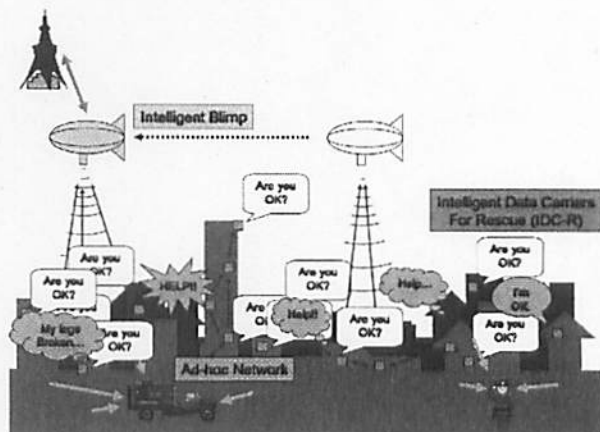 Intelligent Blimp
Are you
OK?
Intelligent Data Carriers
For Rescue (IDC-R)
Are you
OK?
Are you
OK?
Are you
OK?
HELP!!
Are you
OK?
Help...
I'm
OK.
My legs
Broken...
Are you
OK?
Are you
OK?
Help!!
Are you
OK?
Are you
OK?
Ad-hoc Network